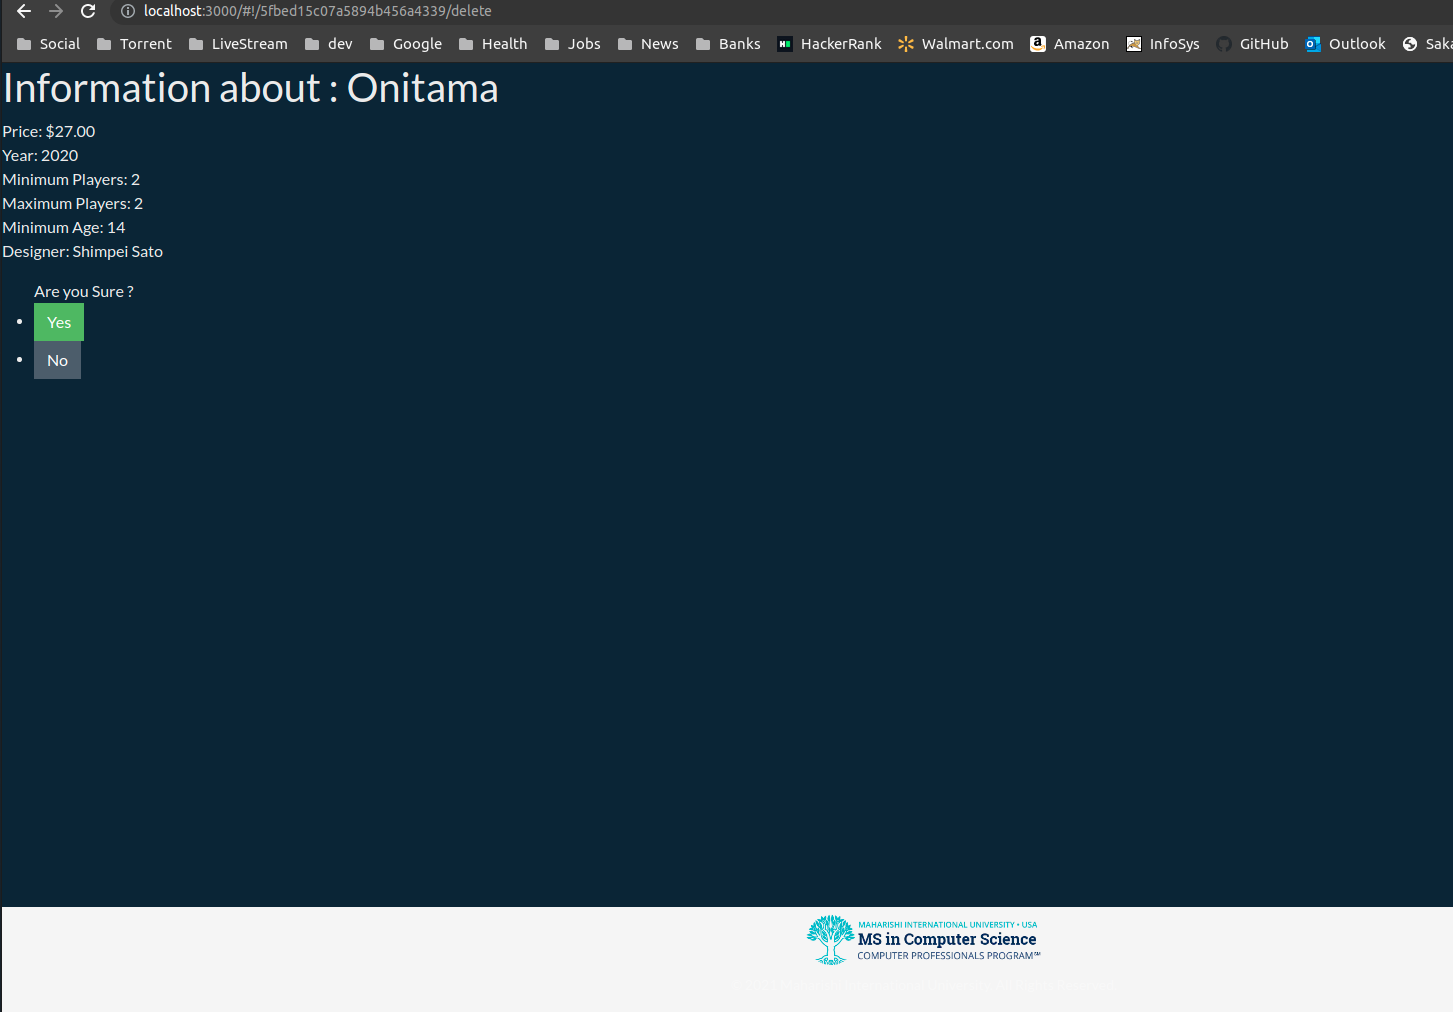 localhost:3000/#!/5fbed15c07a5894b456a4339/delete
Social Torrent LiveStream dev Google Health Jobs News Banks HackerRank Walmart.com Amazon InfoSys GitHub Outlook Saka
Information about : Onitama
Price: $27.00
Year: 2020
Minimum Players: 2
Maximum Players: 2
Minimum Age: 14
Designer: Shimpei Sato
Are you Sure ?
Yes
No
MAHARISHI INTERNATIONAL UNIVERSITY • USA
MS in Computer Science
COMPUTER PROFESSIONALS PROGRAM℠